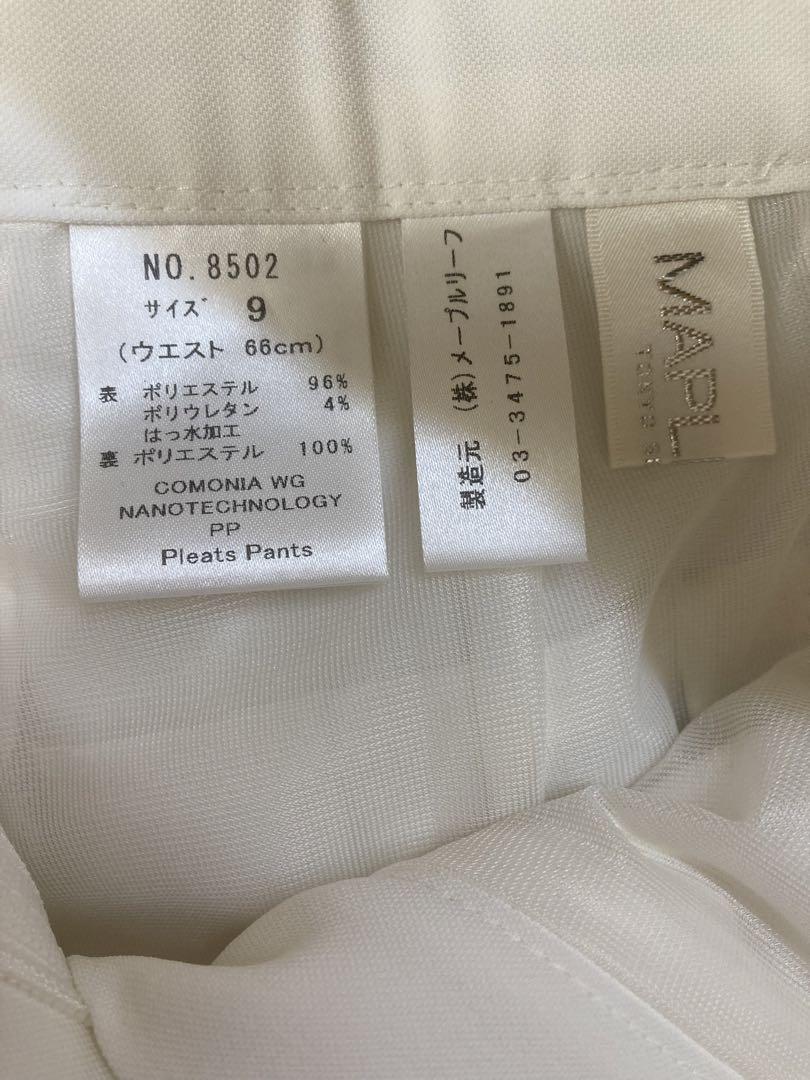 NO.8502
サイズ 9
(ウエスト 66cm)
表 ポリエステル 96%
ポリウレタン 4%
はっ水加工
裏 ポリエステル 100%
COMONIA WG
NANOTECHNOLOGY
PP
Pleats Pants
製造元 (株)メープルリーフ
03-3475-1891
MAPL